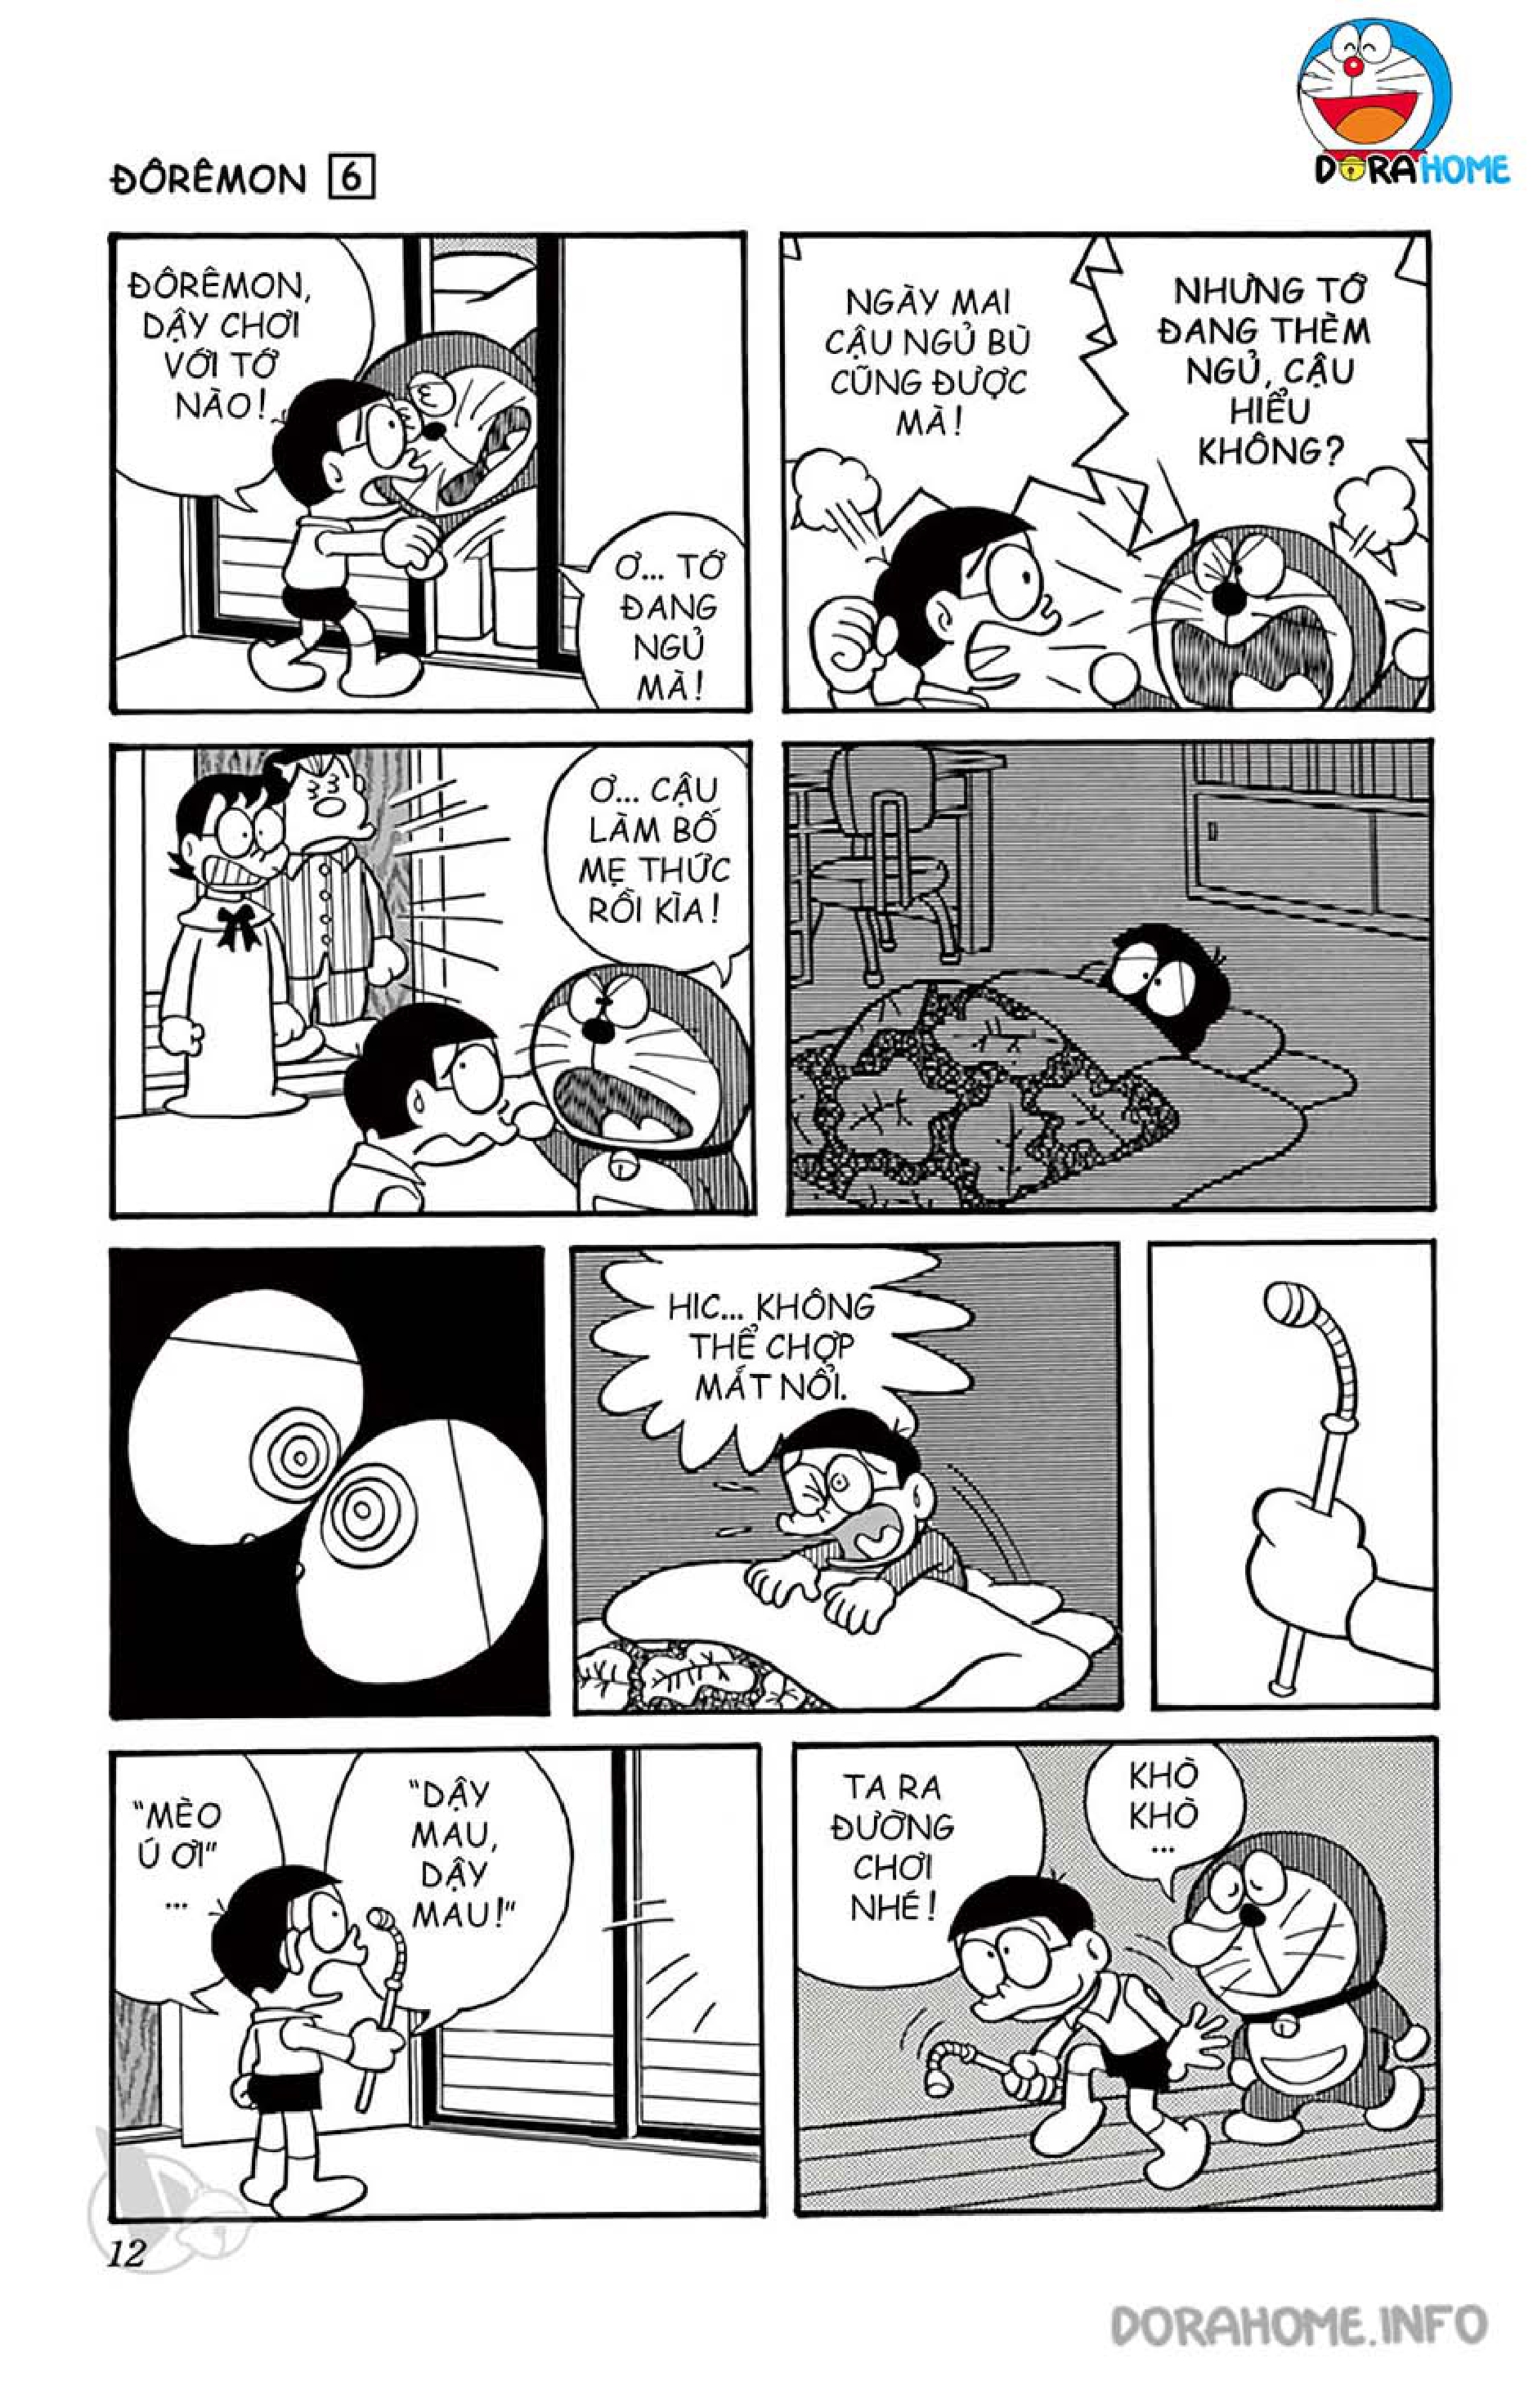 DORAHOME
ĐÔRÊMON 6
ĐÔRÊMON,
DẬY CHƠI
VỚI TỚ
NÀO!
Ơ... TỚ
ĐANG
NGỦ
MÀ!
NGÀY MAI
CẬU NGỦ BÙ
CŨNG ĐƯỢC
MÀ!
NHƯNG TỚ
ĐANG THÈM
NGỦ, CẬU
HIỂU
KHÔNG?
Ơ... CẬU
LÀM BỐ
MẸ THỨC
RỒI KÌA!
HIC... KHÔNG
THỂ CHỢP
MẮT NỔI.
"MÈO
Ú ƠI"
...
"DẬY
MAU,
DẬY
MAU!"
TA RA
ĐƯỜNG
CHƠI
NHÉ!
KHÒ
KHÒ
...
12
DORAHOME.INFO